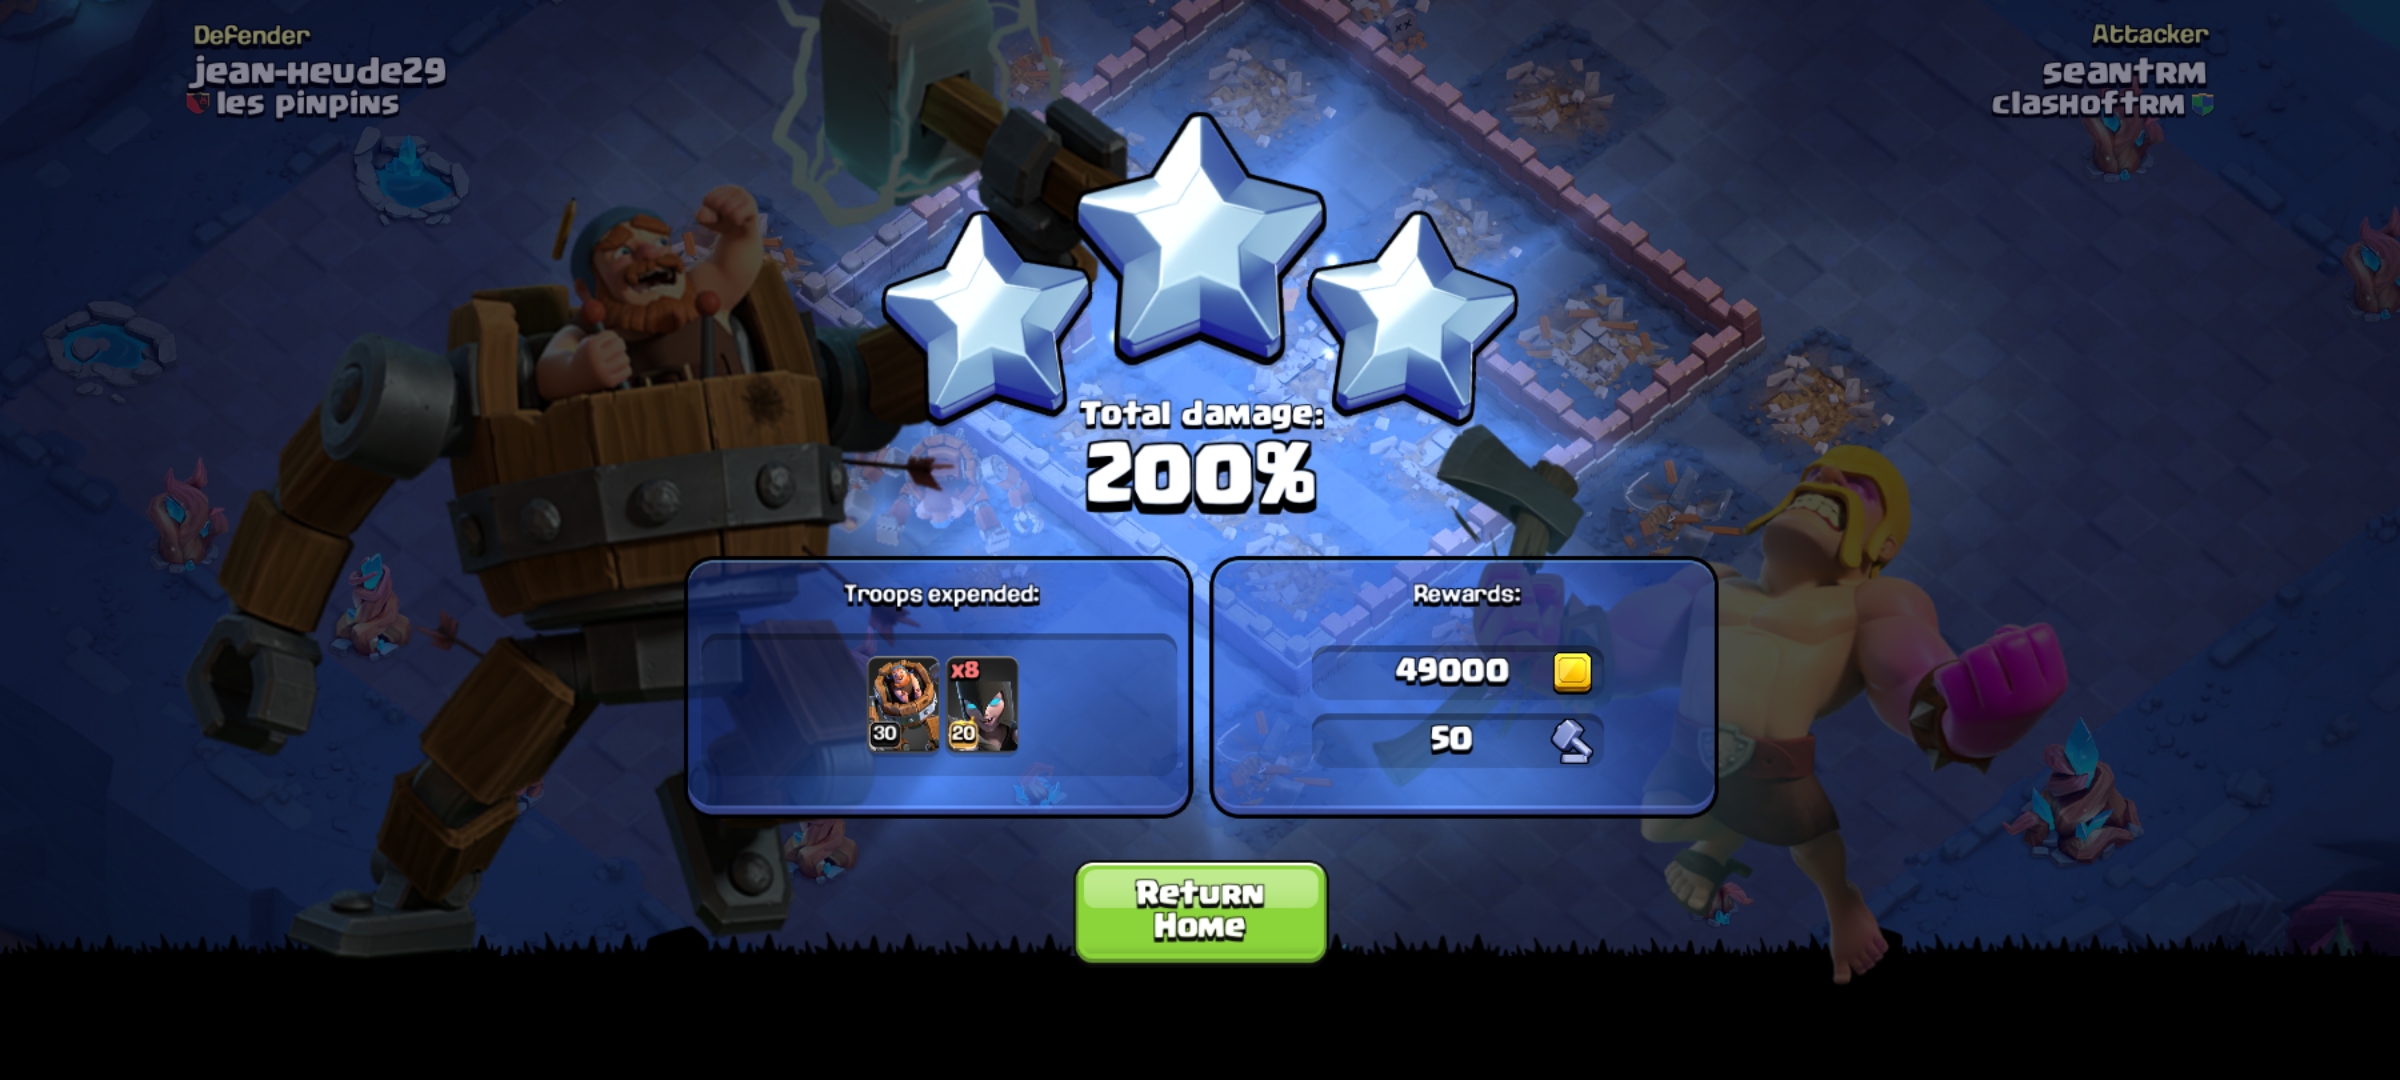 Defender
jean-Heude29
les pinpins
Attacker
seantrm
clashoftrm
Total damage:
200%
Troops expended:
x8
30
20
Rewards:
49000
50
Return
Home